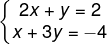 2x + y = 2
x + 3y = −4